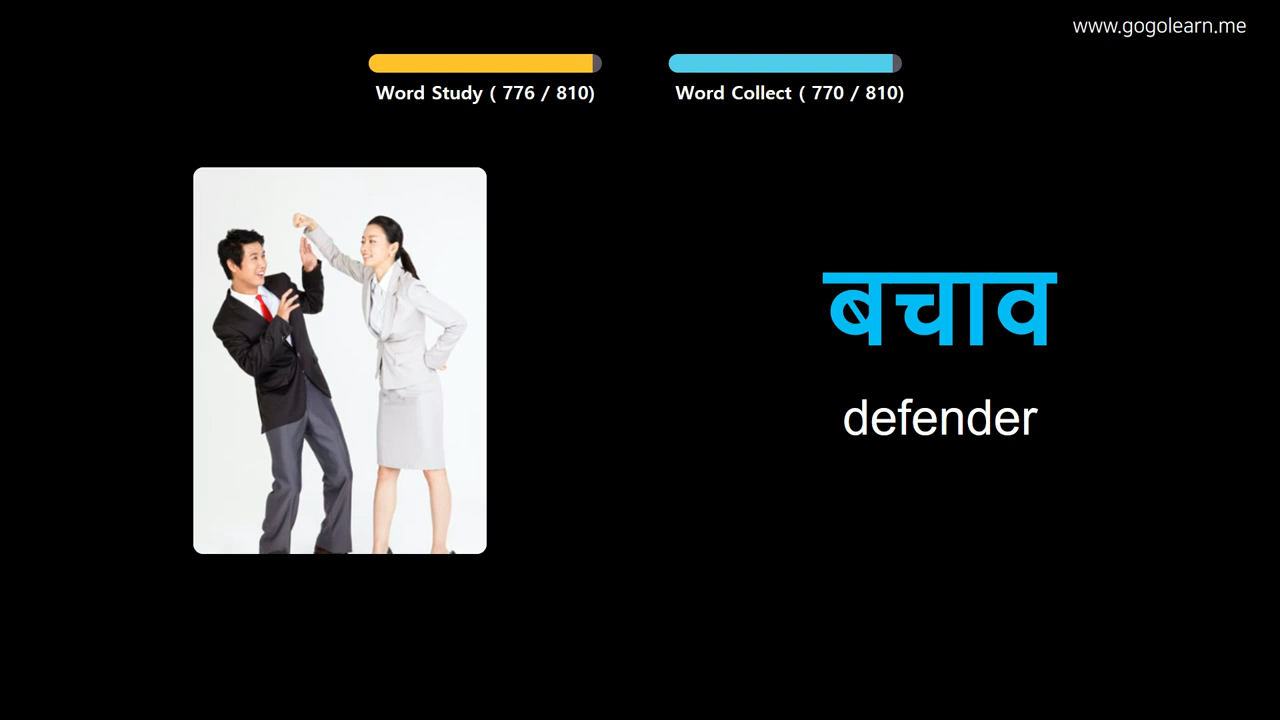 www.gogolearn.me
Word Study ( 776 / 810)
Word Collect ( 770 / 810)
बचाव
defender